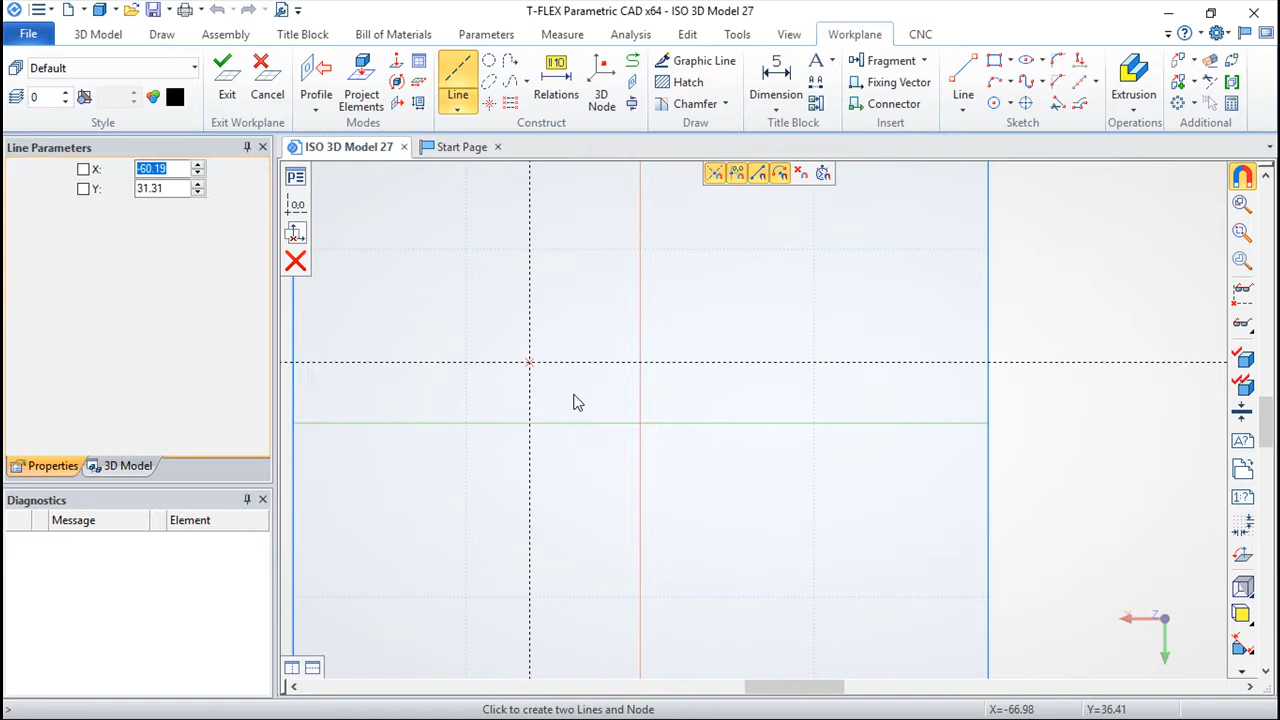 T-FLEX Parametric CAD x64 - ISO 3D Model 27
File 3D Model Draw Assembly Title Block Bill of Materials Parameters Measure Analysis Edit Tools View Workplane CNC
Default
0
Style
Exit Cancel
Exit Workplane
Profile Project Elements
Modes
Line Relations 3D Node
Construct
Graphic Line
Hatch
Chamfer
Draw
Dimension
Title Block
Fragment
Fixing Vector
Connector
Insert
Line
Sketch
Extrusion
Operations
Additional
Line Parameters
X: -60.19
Y: 31.31
Properties 3D Model
Diagnostics
Message Element
ISO 3D Model 27 Start Page
0,0
A?
1:?
X Z
> Click to create two Lines and Node X=-66.98 Y=36.41